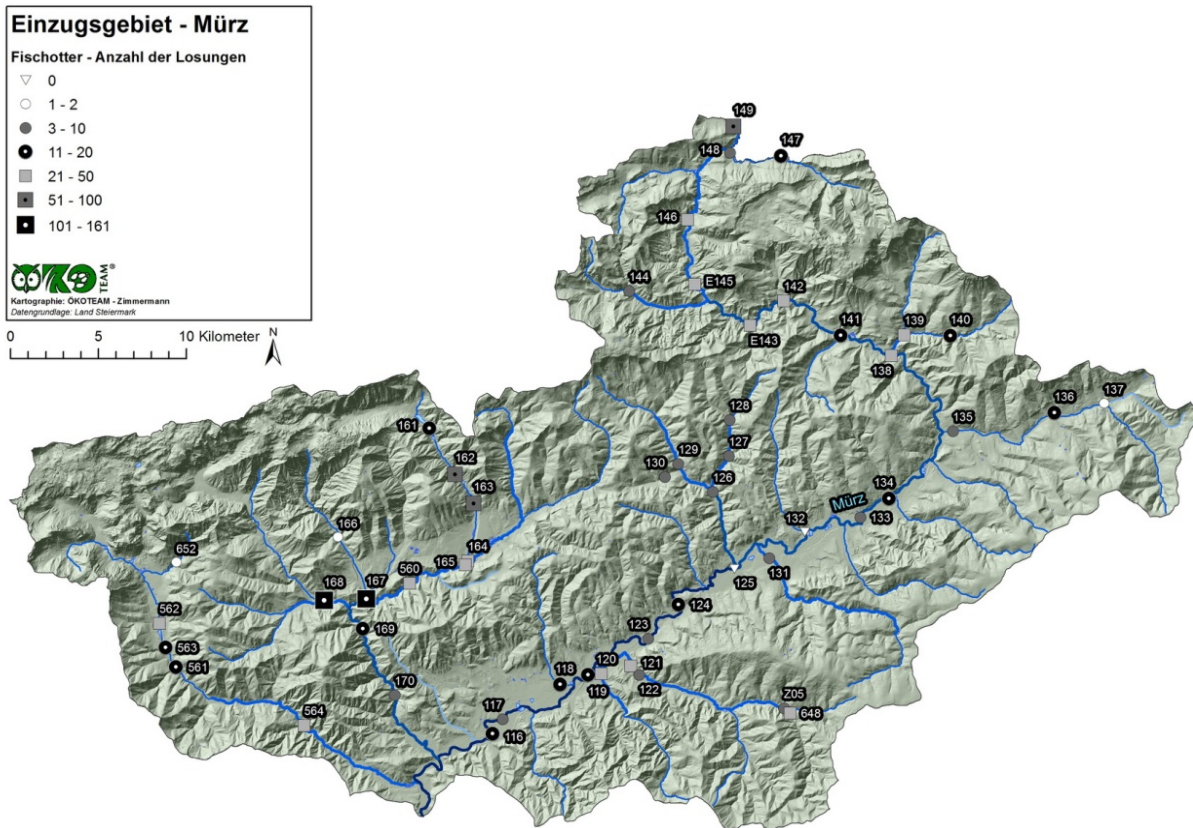 Einzugsgebiet - Mürz
Fischotter - Anzahl der Losungen
0
1 - 2
3 - 10
11 - 20
21 - 50
51 - 100
101 - 161
ÖKO
TEAM®
Kartographie: ÖKOTEAM - Zimmermann
Datengrundlage: Land Steiermark
0 5 10 Kilometer
N
149
148
147
146
144
E145
142
E143
141
139
140
138
136
137
135
128
127
129
130
126
161
162
163
134
Mürz
133
132
166
164
165
652
560
125
131
168
167
124
562
169
123
563
561
118
120
121
119
122
170
117
116
Z05
648
564